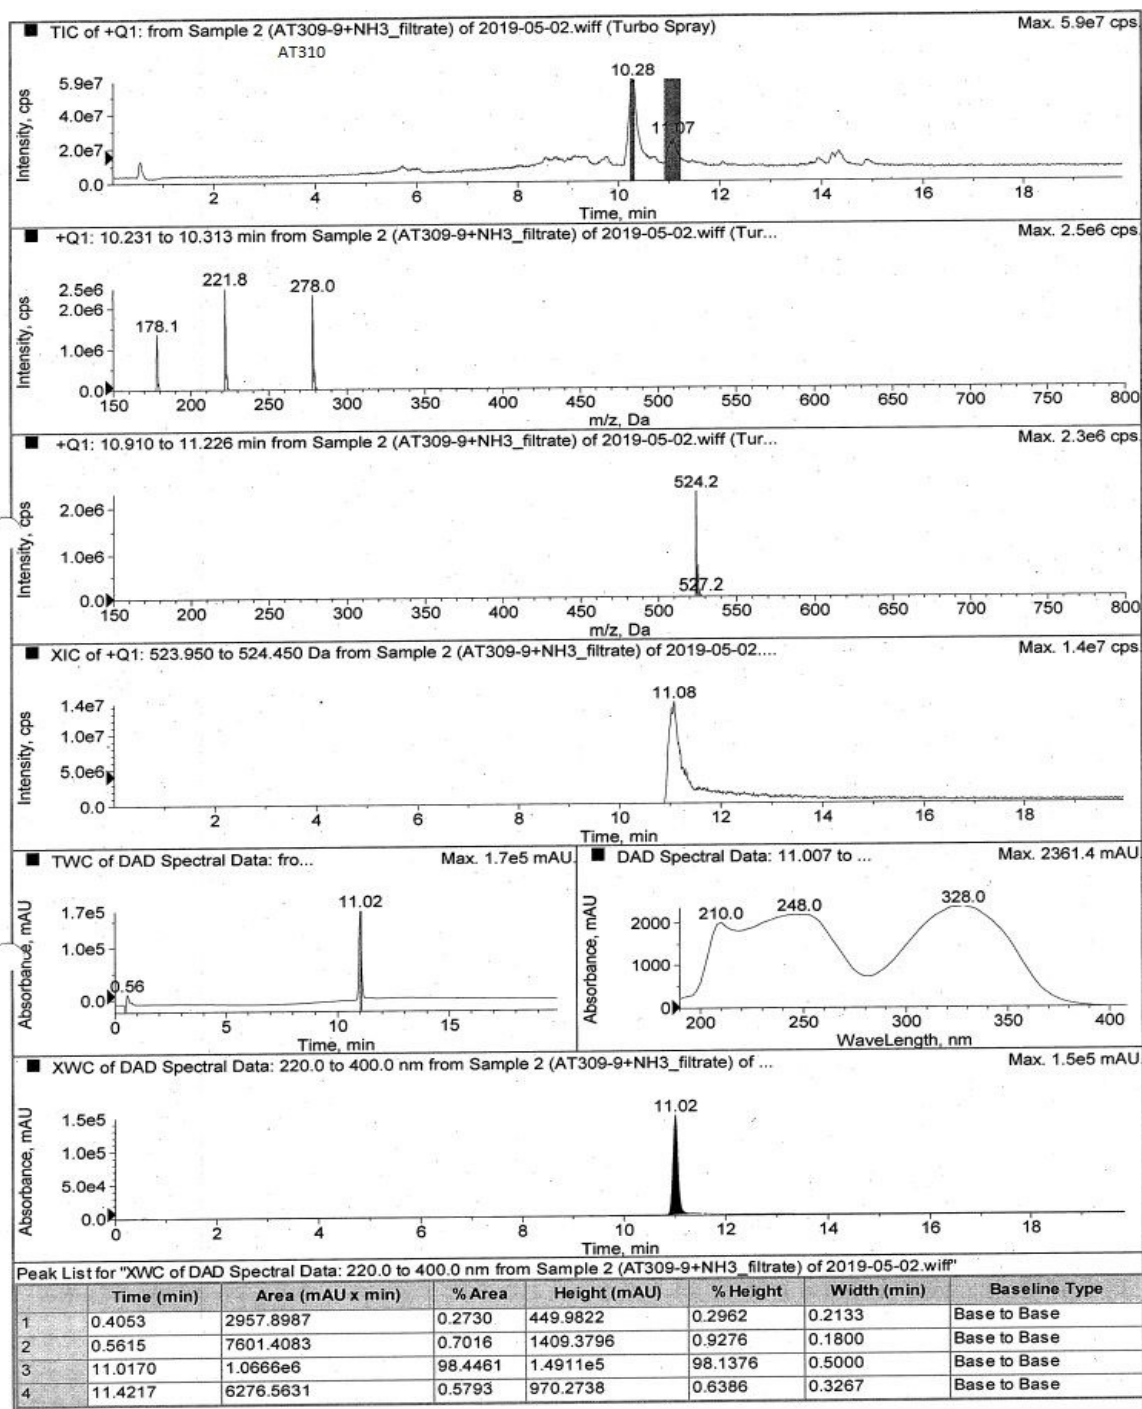 TIC of +Q1: from Sample 2 (AT309-9+NH3_filtrate) of 2019-05-02.wiff (Turbo Spray) Max. 5.9e7 cps
AT310
Intensity, cps
5.9e7
4.0e7
2.0e7
0.0
10.28
11.07
2 4 6 8 10 12 14 16 18
Time, min
+Q1: 10.231 to 10.313 min from Sample 2 (AT309-9+NH3_filtrate) of 2019-05-02.wiff (Tur... Max. 2.5e6 cps.
Intensity, cps
2.5e6
2.0e6
1.0e6
0.0
178.1
221.8
278.0
150 200 250 300 350 400 450 500 550 600 650 700 750 800
m/z, Da
+Q1: 10.910 to 11.226 min from Sample 2 (AT309-9+NH3_filtrate) of 2019-05-02.wiff (Tur... Max. 2.3e6 cps.
Intensity, cps
2.0e6
1.0e6
0.0
524.2
527.2
150 200 250 300 350 400 450 500 550 600 650 700 750 800
m/z, Da
XIC of +Q1: 523.950 to 524.450 Da from Sample 2 (AT309-9+NH3_filtrate) of 2019-05-02.... Max. 1.4e7 cps.
Intensity, cps
1.4e7
1.0e7
5.0e6
0.0
11.08
2 4 6 8 10 12 14 16 18
Time, min
TWC of DAD Spectral Data: fro... Max. 1.7e5 mAU.
Absorbance, mAU
1.7e5
1.0e5
0.0
0.56
11.02
0 5 10 15
Time, min
DAD Spectral Data: 11.007 to ... Max. 2361.4 mAU.
Absorbance, mAU
2000
1000
0
210.0
248.0
328.0
200 250 300 350 400
WaveLength, nm
XWC of DAD Spectral Data: 220.0 to 400.0 nm from Sample 2 (AT309-9+NH3_filtrate) of ... Max. 1.5e5 mAU.
Absorbance, mAU
1.5e5
1.0e5
5.0e4
0.0
11.02
0 2 4 6 8 10 12 14 16 18
Time, min
Peak List for "XWC of DAD Spectral Data: 220.0 to 400.0 nm from Sample 2 (AT309-9+NH3_filtrate) of 2019-05-02.wiff"
Time (min) Area (mAU x min) % Area Height (mAU) % Height Width (min) Baseline Type
1 0.4053 2957.8987 0.2730 449.9822 0.2962 0.2133 Base to Base
2 0.5615 7601.4083 0.7016 1409.3796 0.9276 0.1800 Base to Base
3 11.0170 1.0666e6 98.4461 1.4911e5 98.1376 0.5000 Base to Base
4 11.4217 6276.5631 0.5793 970.2738 0.6386 0.3267 Base to Base